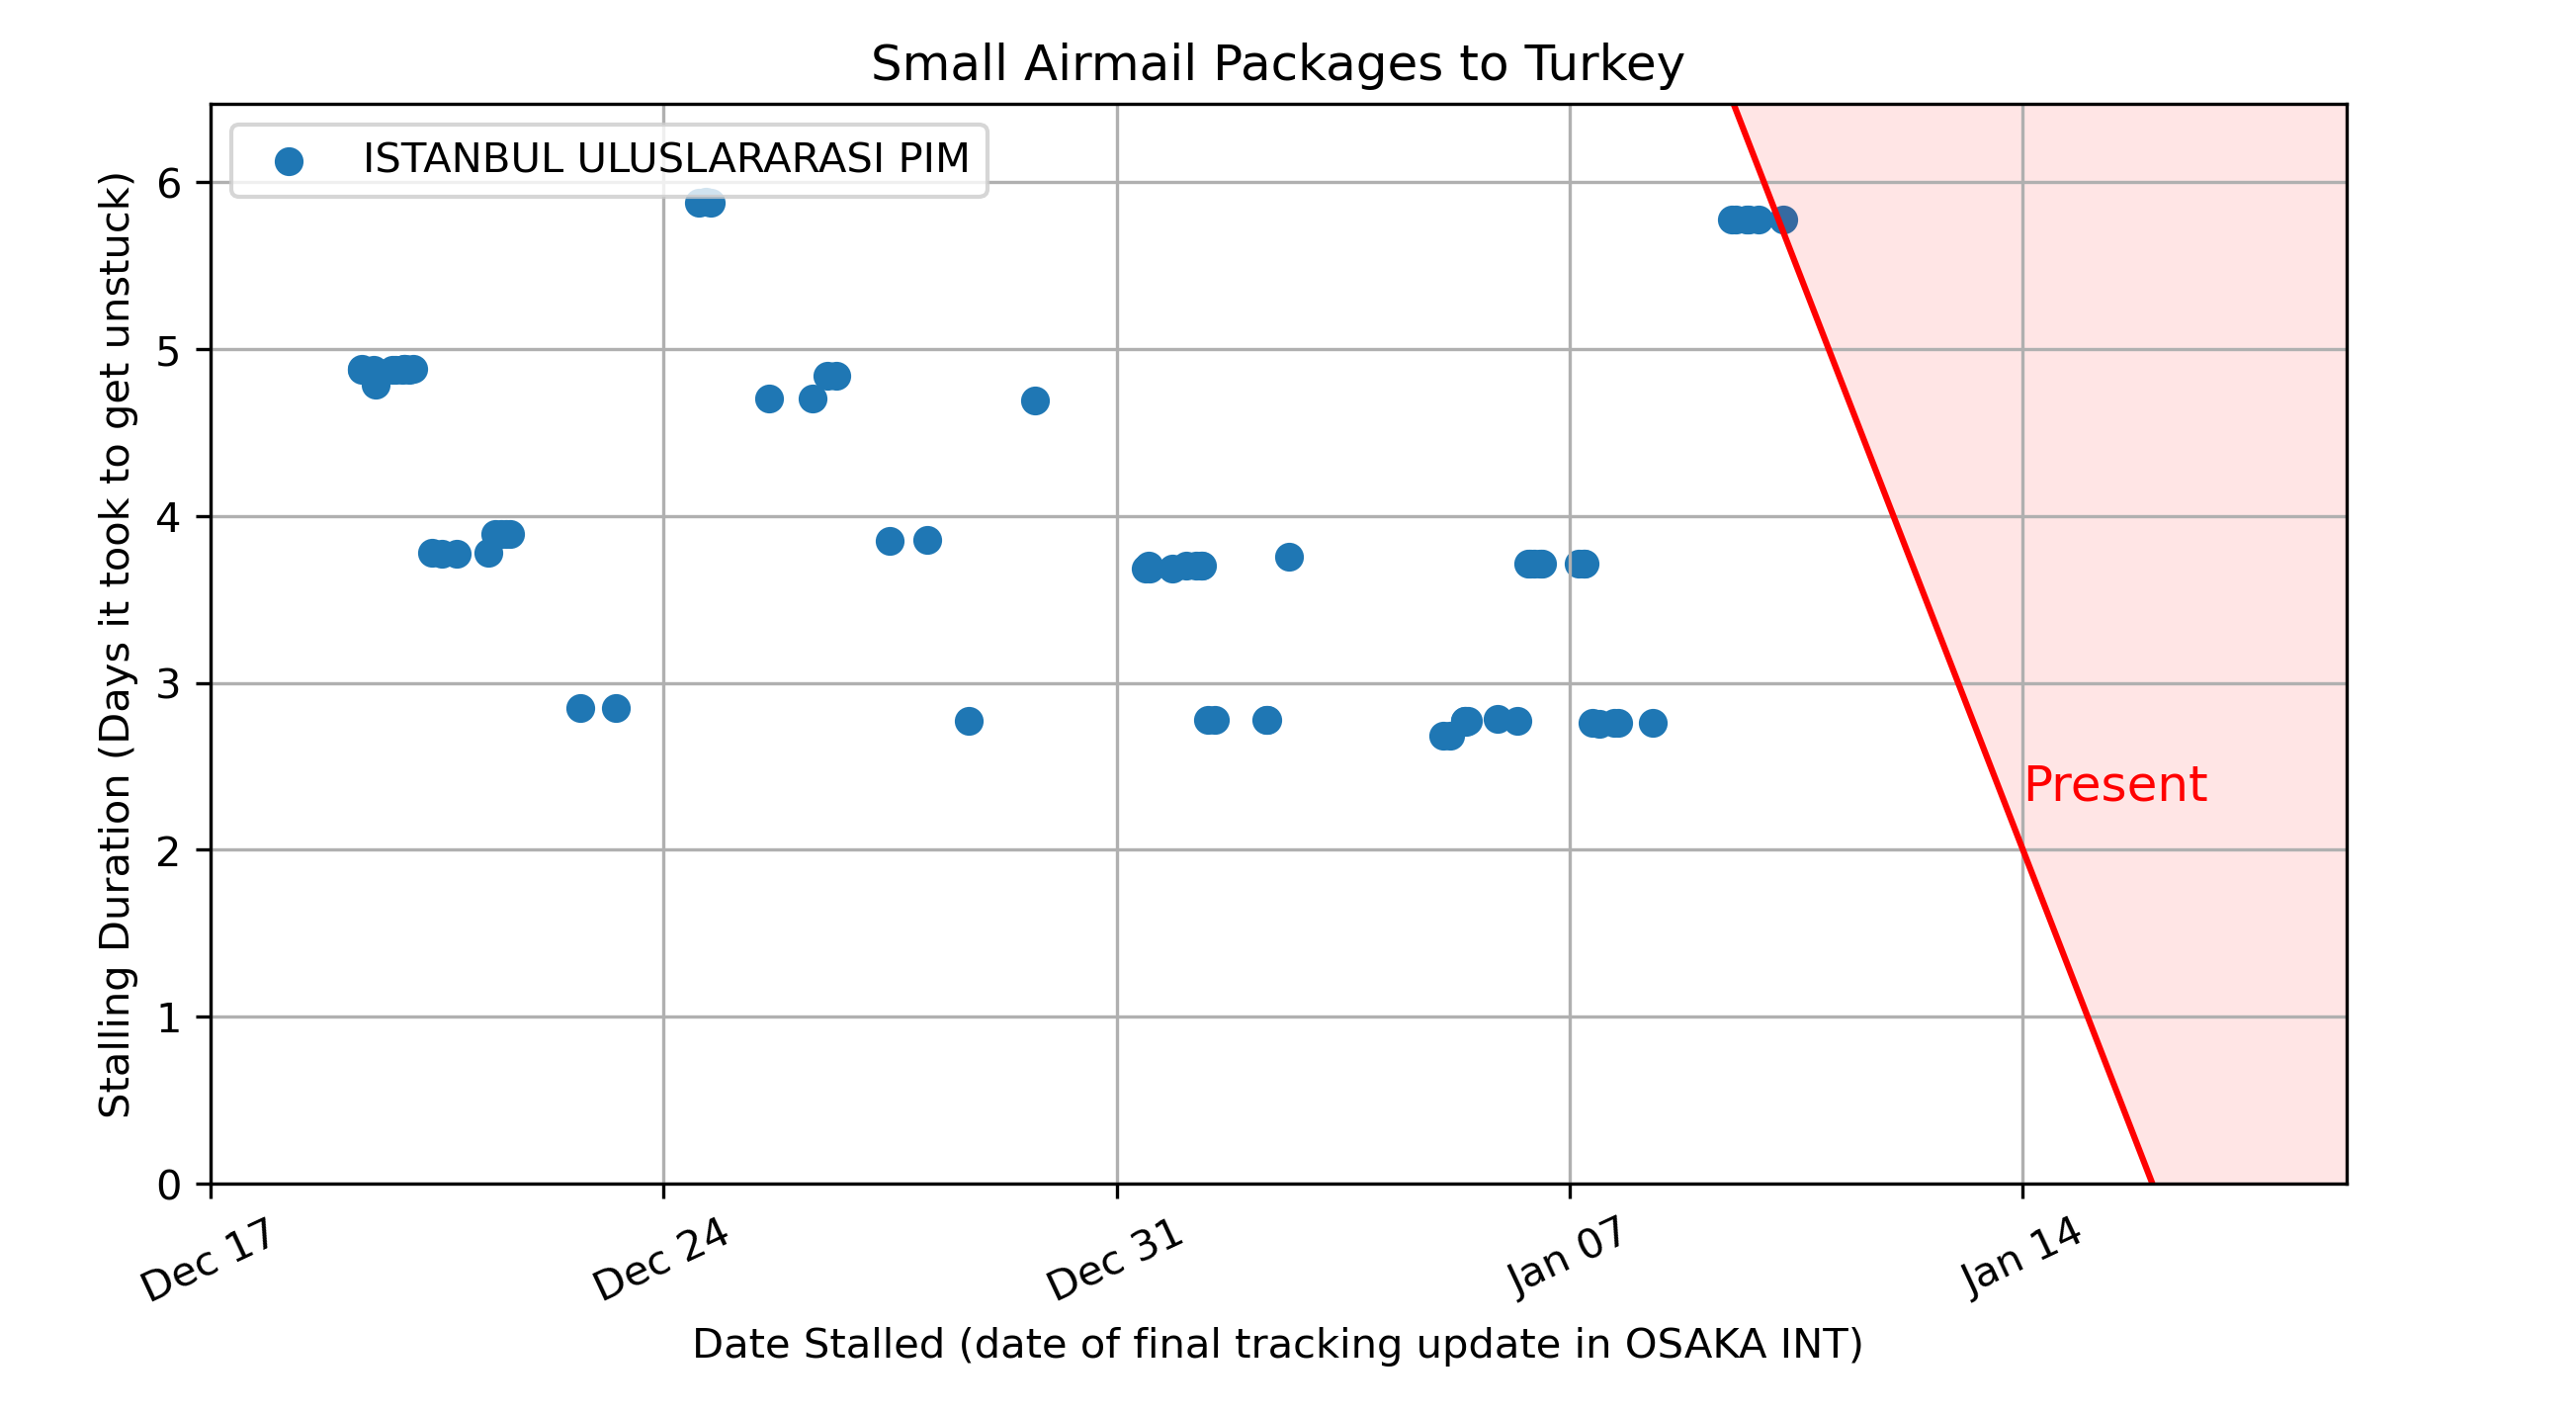 Small Airmail Packages to Turkey
ISTANBUL ULUSLARARASI PIM
Stalling Duration (Days it took to get unstuck)
6
5
4
3
2
1
0
Present
Dec 17
Dec 24
Dec 31
Jan 07
Jan 14
Date Stalled (date of final tracking update in OSAKA INT)